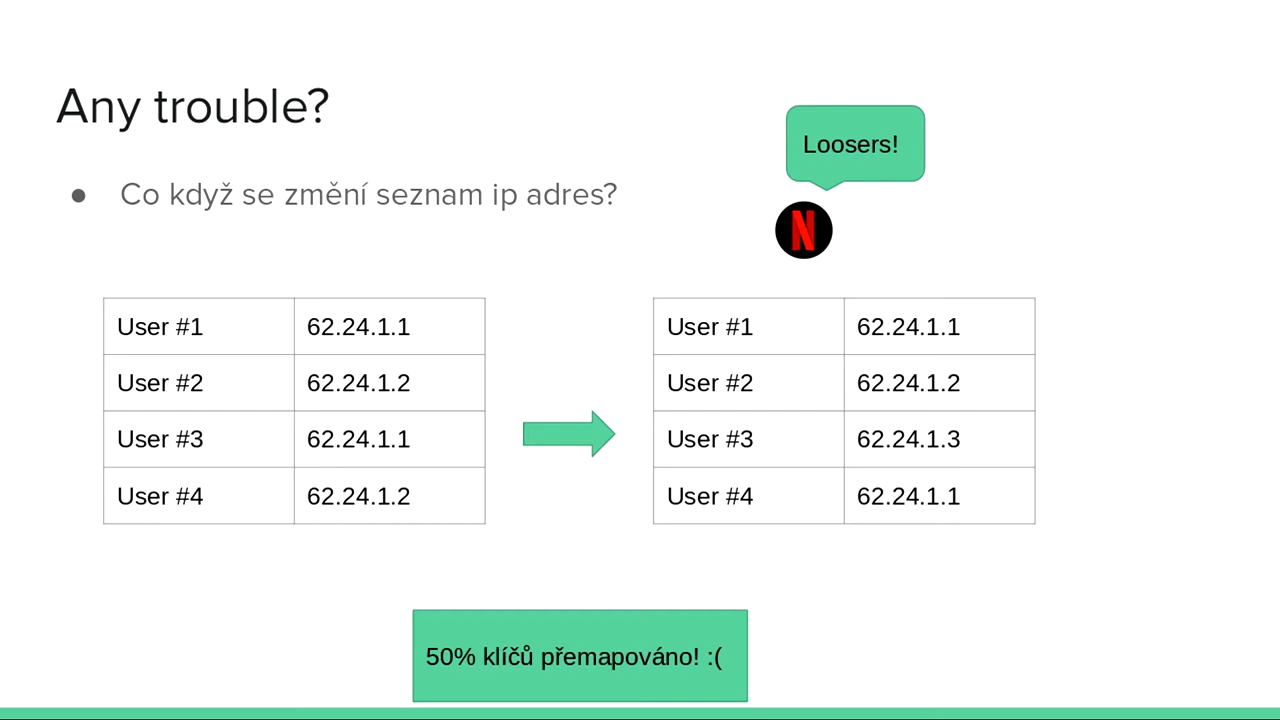 Any trouble?
Loosers!
● Co když se změní seznam ip adres?
N
User #1 62.24.1.1
User #2 62.24.1.2
User #3 62.24.1.1
User #4 62.24.1.2
User #1 62.24.1.1
User #2 62.24.1.2
User #3 62.24.1.3
User #4 62.24.1.1
50% klíčů přemapováno! :(